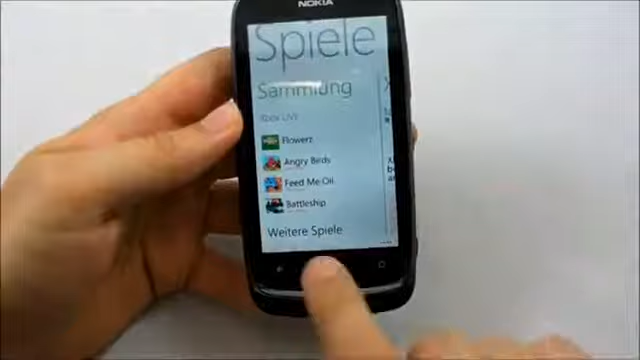 NOKIA
Spiele
Sammlung
Xbox LIVE
Flowerz
Angry Birds
Feed Me Oil
Battleship
Weitere Spiele